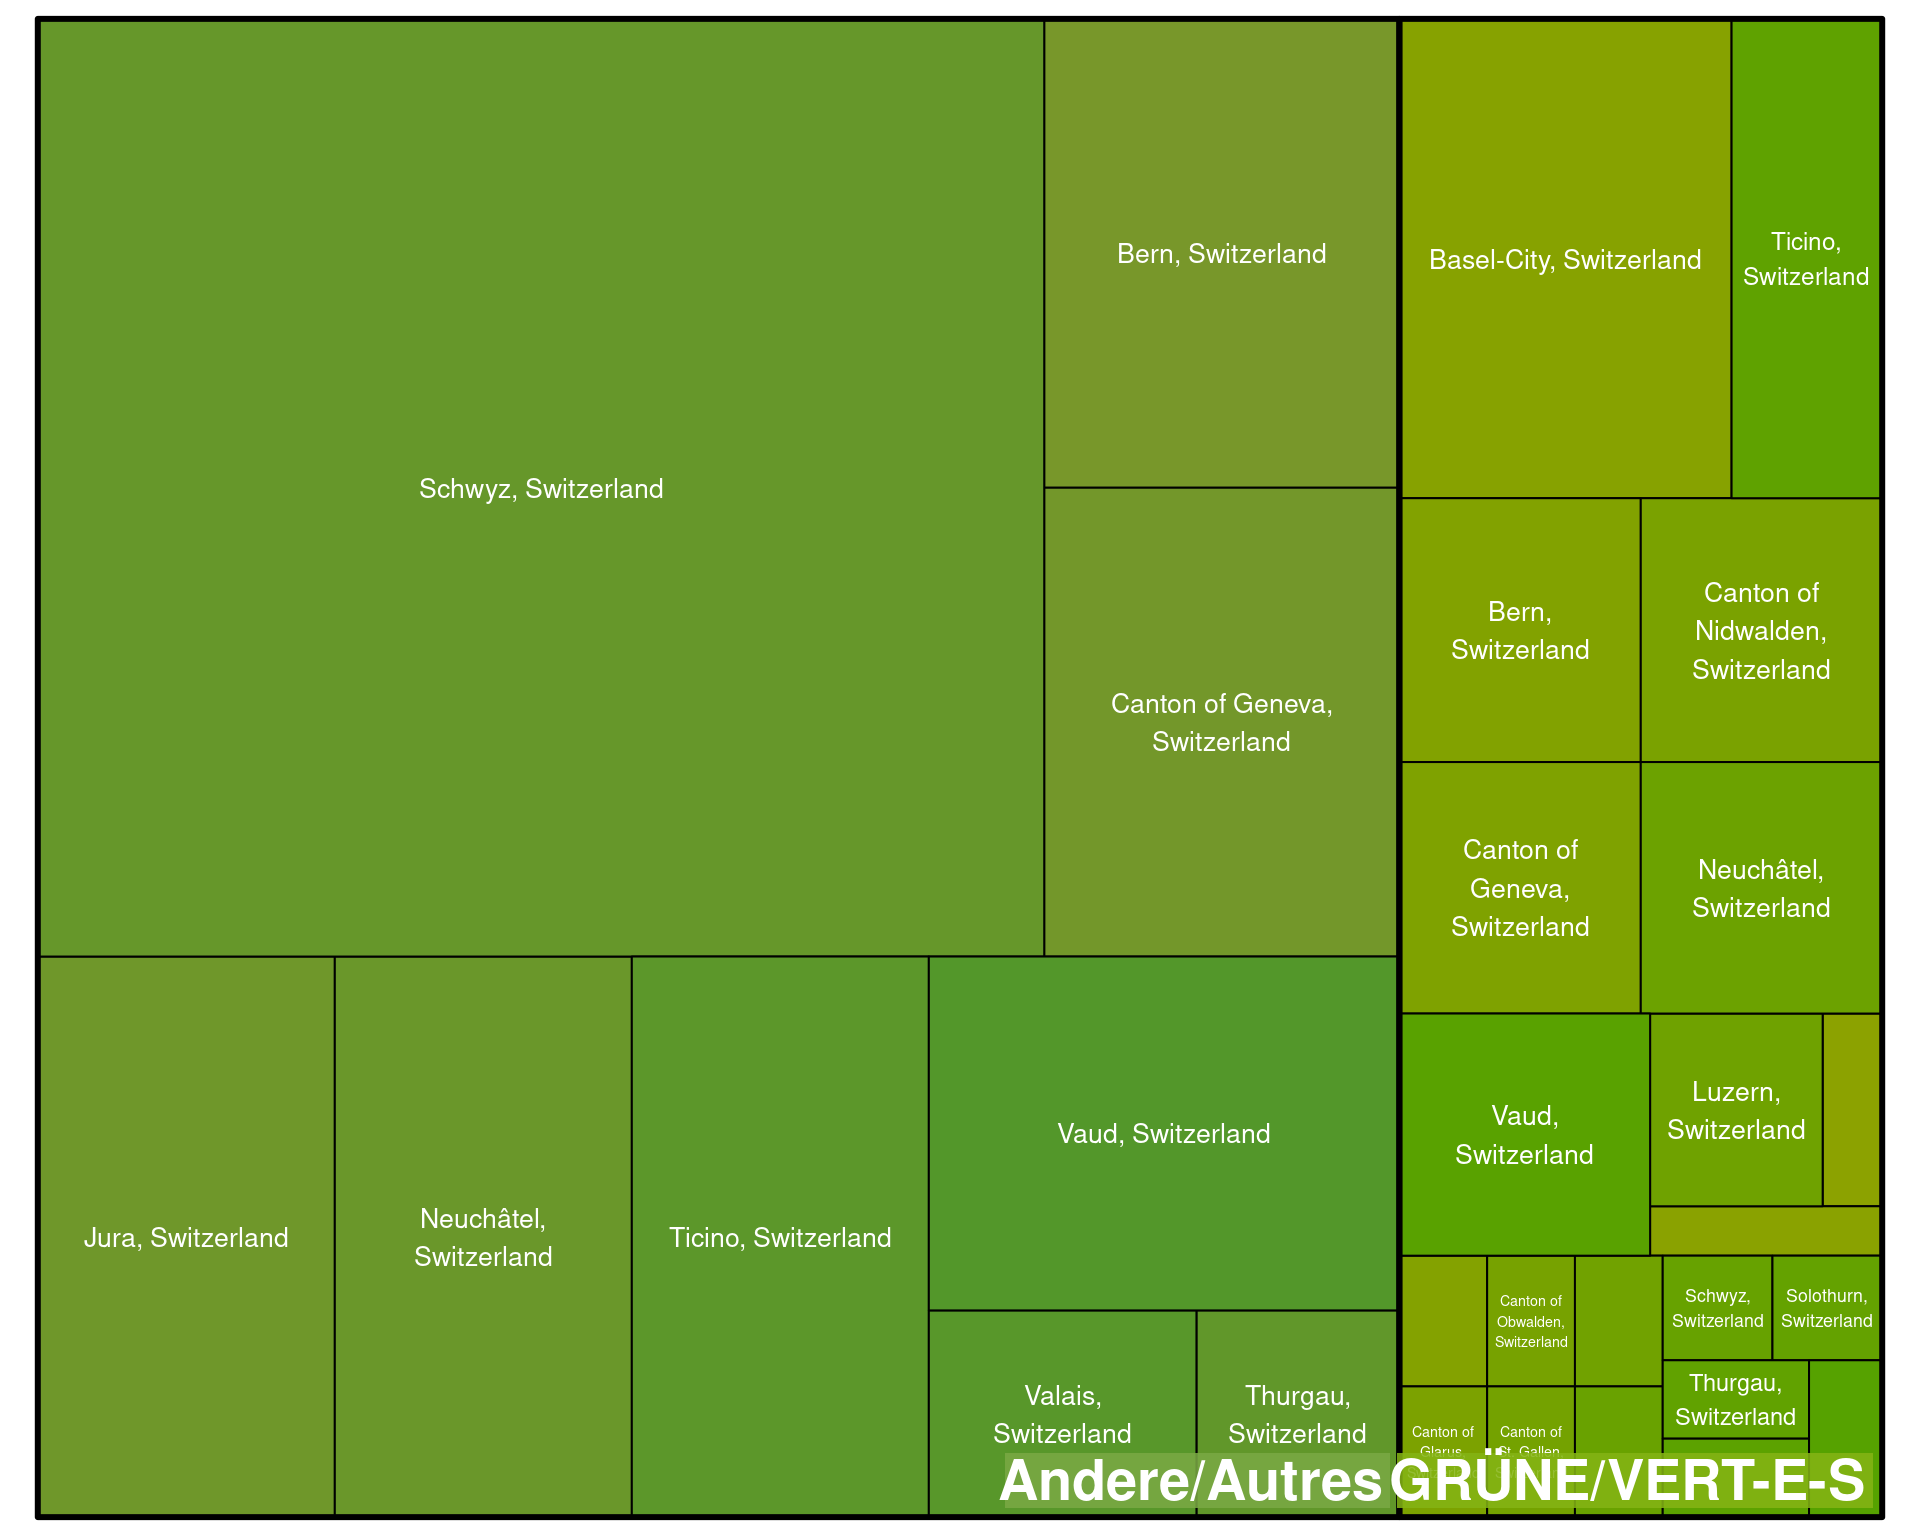 Schwyz, Switzerland
Bern, Switzerland
Canton of Geneva,
Switzerland
Jura, Switzerland
Neuchâtel,
Switzerland
Ticino, Switzerland
Vaud, Switzerland
Valais,
Switzerland
Thurgau,
Switzerland
Andere/Autres
Basel-City, Switzerland
Ticino,
Switzerland
Bern,
Switzerland
Canton of
Nidwalden,
Switzerland
Canton of
Geneva,
Switzerland
Neuchâtel,
Switzerland
Vaud,
Switzerland
Luzern,
Switzerland
Canton of
Obwalden,
Switzerland
Schwyz,
Switzerland
Solothurn,
Switzerland
Thurgau,
Switzerland
Canton of
Glarus,
Canton of
St. Gallen,
GRÜNE/VERT-E-S